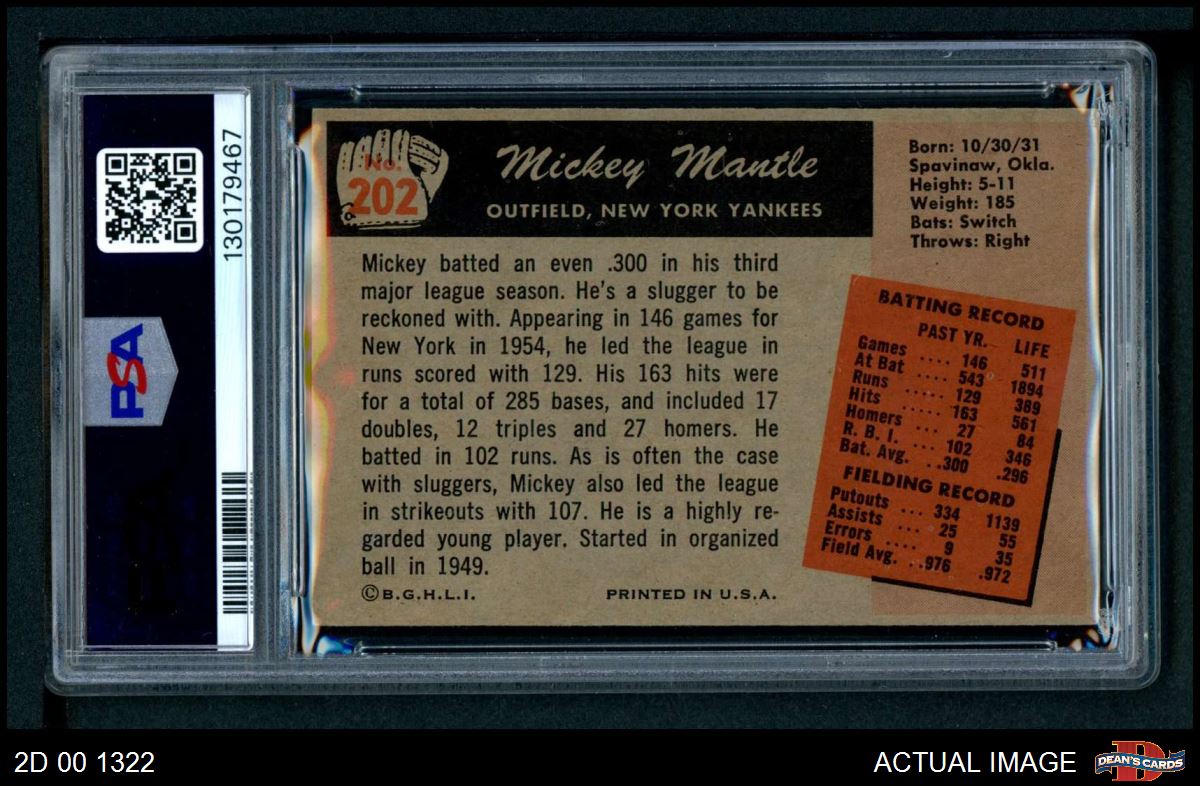 130179467
PSA
No.
202
Mickey Mantle
OUTFIELD, NEW YORK YANKEES
Born: 10/30/31
Spavinaw, Okla.
Height: 5-11
Weight: 185
Bats: Switch
Throws: Right
Mickey batted an even .300 in his third
major league season. He's a slugger to be
reckoned with. Appearing in 146 games for
New York in 1954, he led the league in
runs scored with 129. His 163 hits were
for a total of 285 bases, and included 17
doubles, 12 triples and 27 homers. He
batted in 102 runs. As is often the case
with sluggers, Mickey also led the league
in strikeouts with 107. He is a highly re-
garded young player. Started in organized
ball in 1949.
©B.G.H.L.I. PRINTED IN U.S.A.
BATTING RECORD
PAST YR. LIFE
Games .... 146 511
At Bat .... 543 1894
Runs ..... 129 369
Hits ...... 163 561
Homers .... 27 84
R. B. I. ... 102 346
Bat. Avg. ..300 .296
FIELDING RECORD
Putouts ... 334 1139
Assists ... 25 55
Errors .... 9 35
Field Avg. ..976 .972
2D 00 1322
ACTUAL IMAGE
DEAN'S CARDS